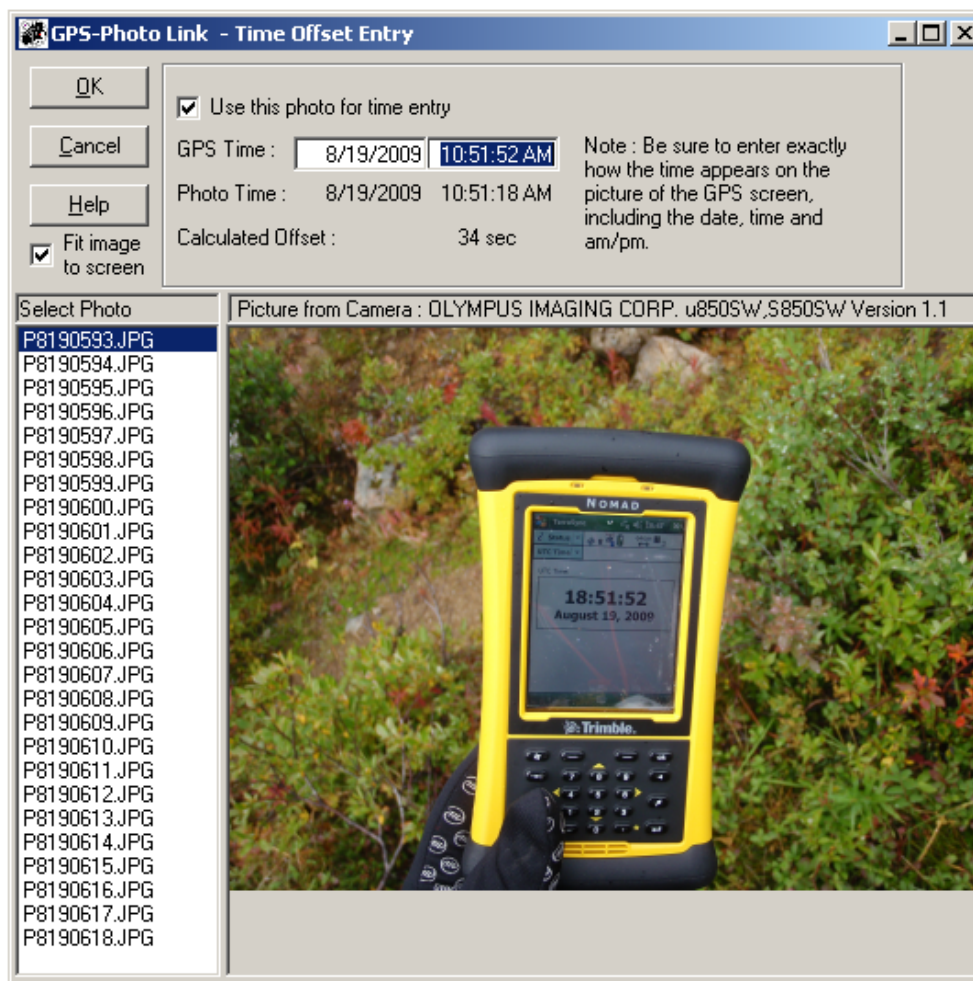 GPS-Photo Link - Time Offset Entry
OK
Use this photo for time entry
Cancel
GPS Time : 8/19/2009 10:51:52 AM
Photo Time : 8/19/2009 10:51:18 AM
Calculated Offset : 34 sec
Note : Be sure to enter exactly
how the time appears on the
picture of the GPS screen,
including the date, time and
am/pm.
Help
Fit image
to screen
Select Photo
Picture from Camera : OLYMPUS IMAGING CORP. u850SW,S850SW Version 1.1
P8190593.JPG
P8190594.JPG
P8190595.JPG
P8190596.JPG
P8190597.JPG
P8190598.JPG
P8190599.JPG
P8190600.JPG
P8190601.JPG
P8190602.JPG
P8190603.JPG
P8190604.JPG
P8190605.JPG
P8190606.JPG
P8190607.JPG
P8190608.JPG
P8190609.JPG
P8190610.JPG
P8190611.JPG
P8190612.JPG
P8190613.JPG
P8190614.JPG
P8190615.JPG
P8190616.JPG
P8190617.JPG
P8190618.JPG
NOMAD
Status
UTC Time
UTC Time
18:51:52
August 19, 2009
Trimble.